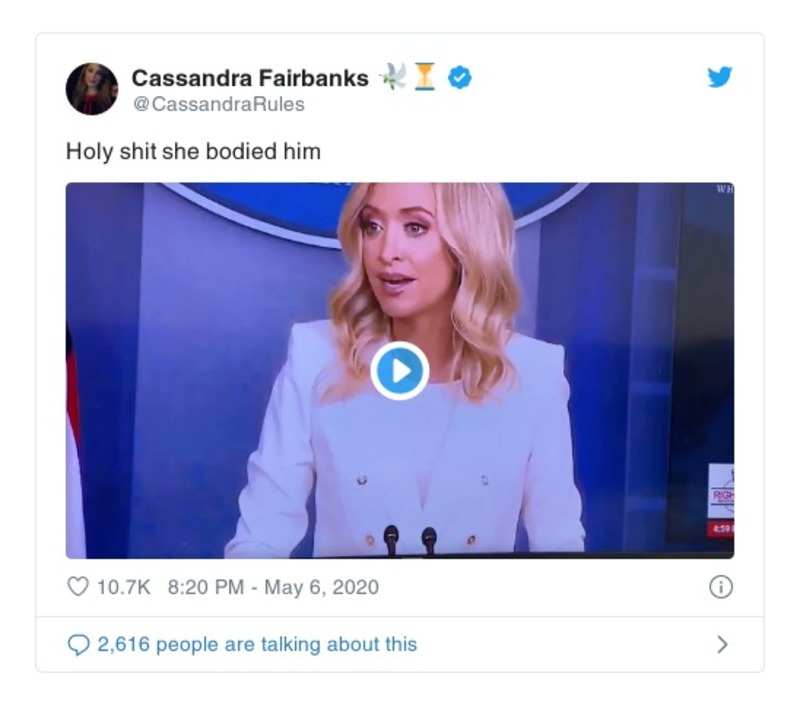 Cassandra Fairbanks
@CassandraRules
Holy shit she bodied him
WH
RIGH
4:59
10.7K 8:20 PM - May 6, 2020
2,616 people are talking about this